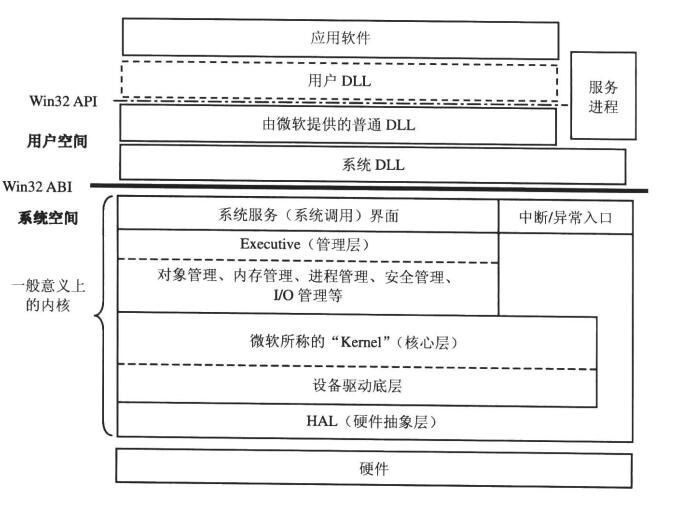 应用软件
用户 DLL
服务
进程
Win32 API
由微软提供的普通 DLL
用户空间
系统 DLL
Win32 ABI
系统空间
系统服务（系统调用）界面
中断/异常入口
Executive（管理层）
对象管理、内存管理、进程管理、安全管理、
I/O 管理等
一般意义上
的内核
微软所称的“Kernel”（核心层）
设备驱动底层
HAL（硬件抽象层）
硬件